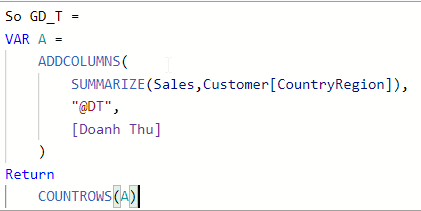 So GD_T =
VAR A =
ADDCOLUMNS(
SUMMARIZE(Sales,Customer[CountryRegion]),
"@DT",
[Doanh Thu]
)
Return
COUNTROWS(A)